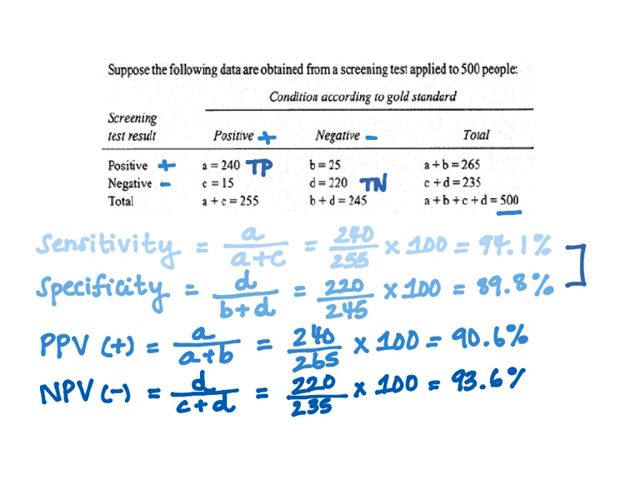 Suppose the following data are obtained from a screening test applied to 500 people:
Condition according to gold standard
Screening
test result Positive + Negative − Total
Positive + a = 240 TP b = 25 a + b = 265
Negative − c = 15 d = 220 TN c + d = 235
Total a + c = 255 b + d = 245 a + b + c + d = 500
Sensitivity = a/a+c = 240/255 x 100 = 94.1%
Specificity = d/b+d = 220/245 x 100 = 89.8%
PPV (+) = a/a+b = 240/265 x 100 = 90.6%
NPV (−) = d/c+d = 220/235 x 100 = 93.6%